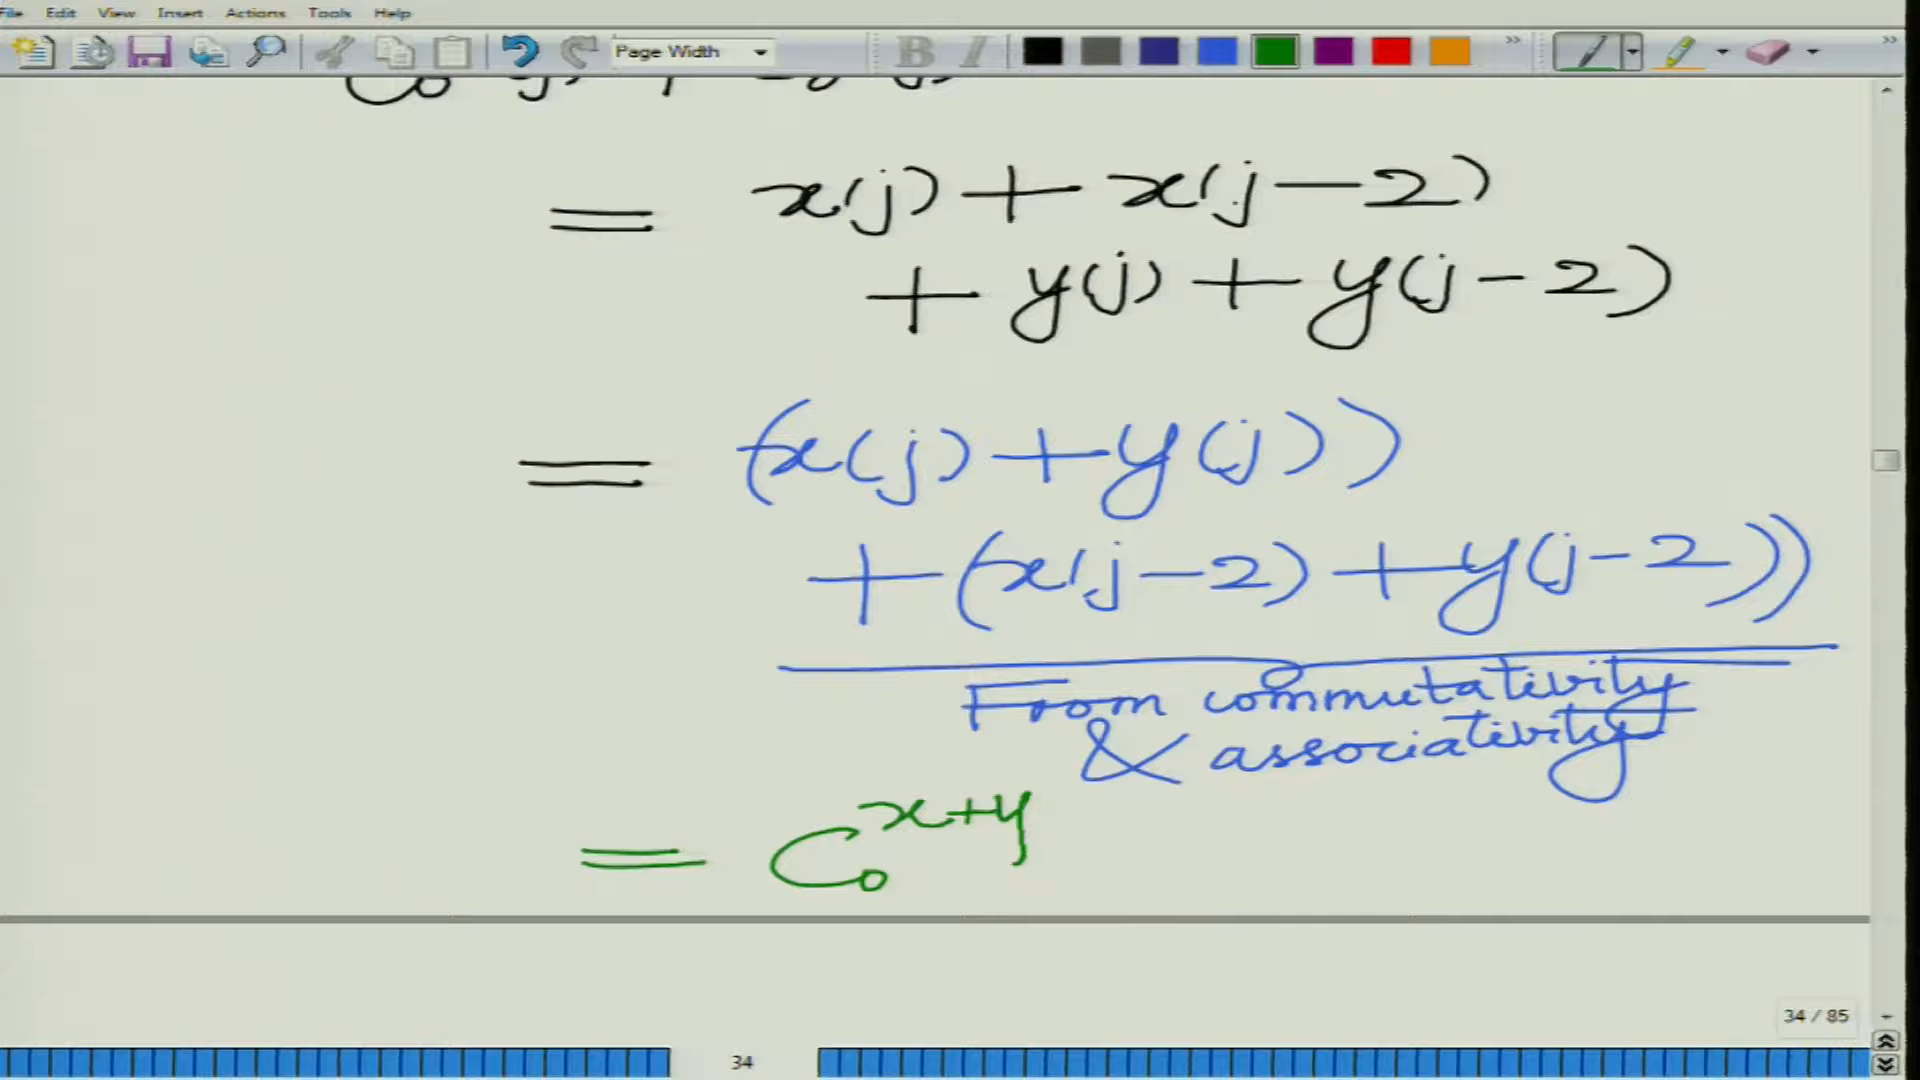 File Edit View Insert Actions Tools Help
Page Width B I
= x(j) + x(j-2)
+ y(j) + y(j-2)
= (x(j) + y(j))
+ (x(j-2) + y(j-2))
From commutativity
& associativity
= C₀ˣ⁺ʸ
34 / 85
34